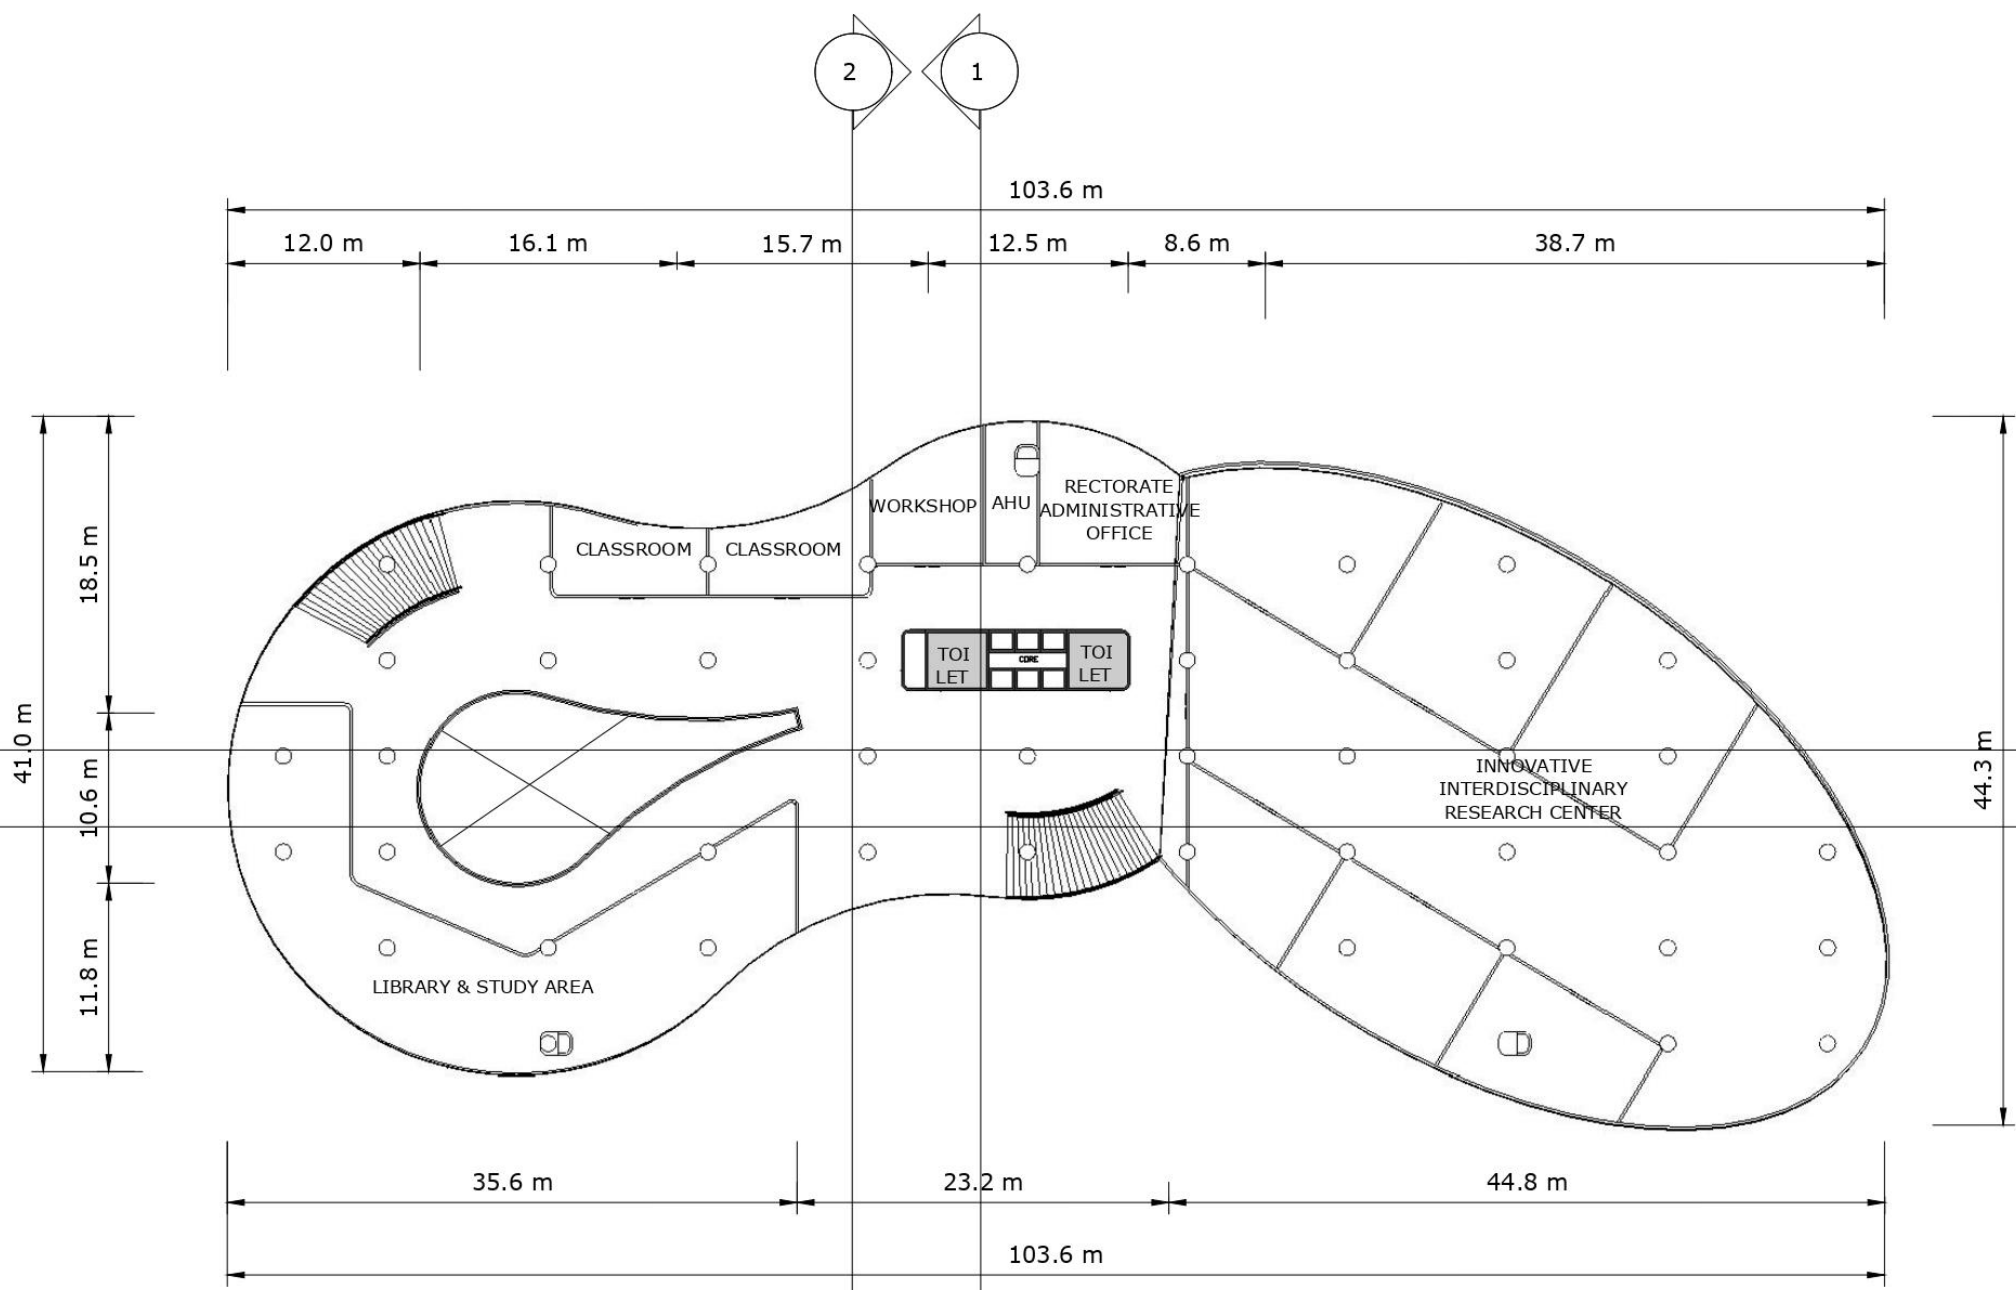 2
1
103.6 m
12.0 m
16.1 m
15.7 m
12.5 m
8.6 m
38.7 m
41.0 m
18.5 m
10.6 m
11.8 m
44.3 m
CLASSROOM
CLASSROOM
WORKSHOP
AHU
RECTORATE
ADMINISTRATIVE
OFFICE
TOI
LET
CORE
TOI
LET
INNOVATIVE
INTERDISCIPLINARY
RESEARCH CENTER
LIBRARY & STUDY AREA
35.6 m
23.2 m
44.8 m
103.6 m